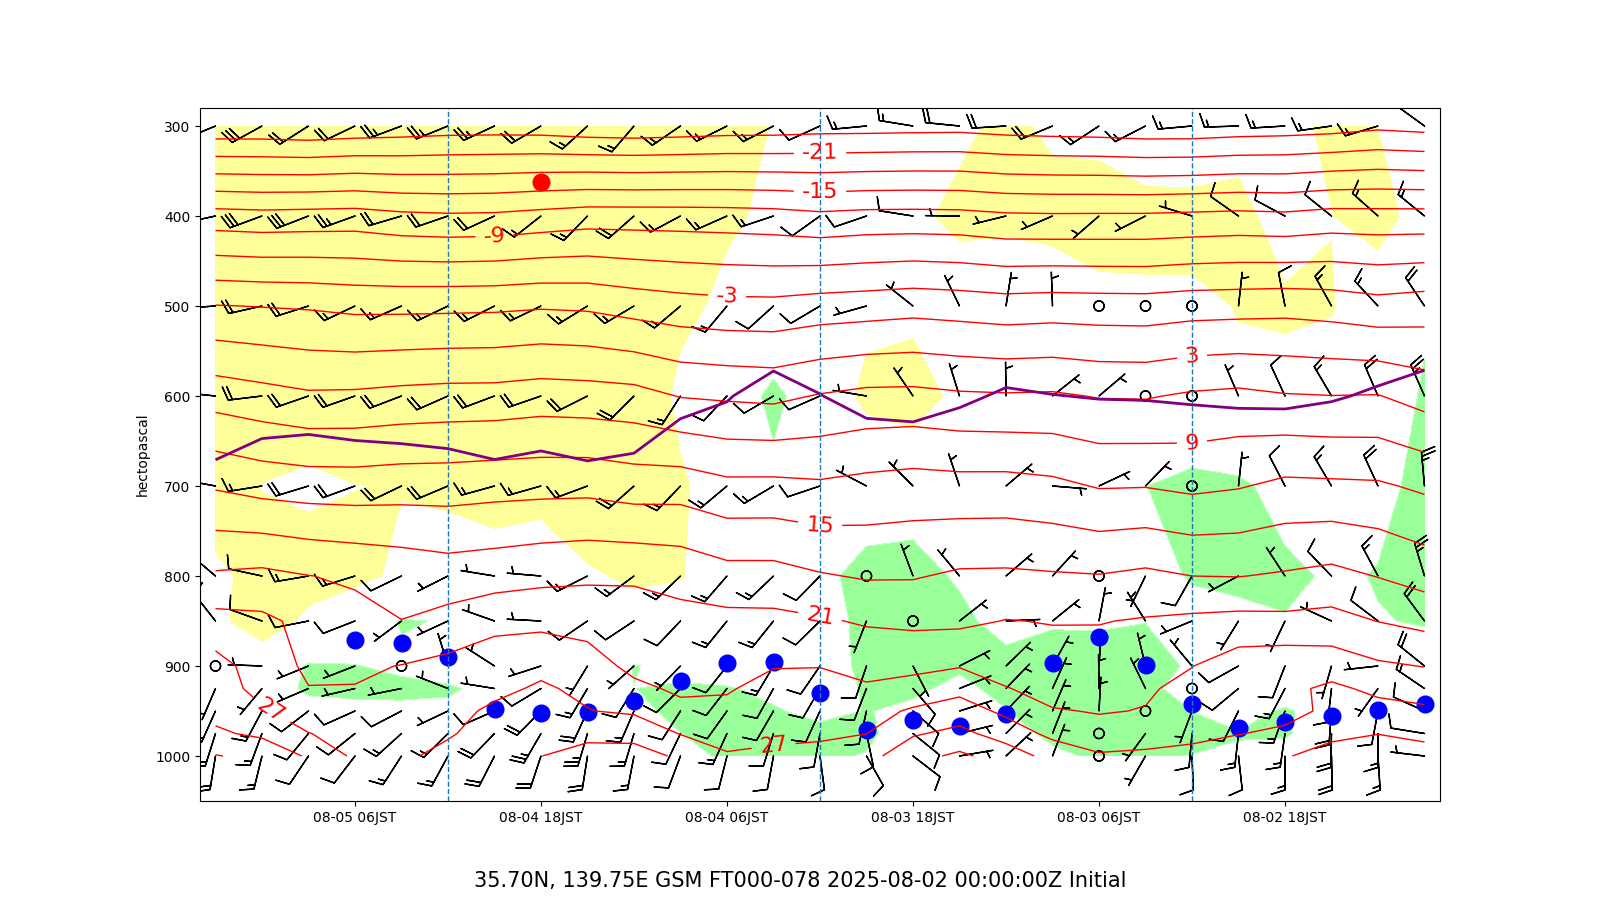 300
400
500
600
700
800
900
1000
hectopascal
-21
-15
-9
-3
3
9
15
21
27
27
08-05 06JST
08-04 18JST
08-04 06JST
08-03 18JST
08-03 06JST
08-02 18JST
35.70N, 139.75E GSM FT000-078 2025-08-02 00:00:00Z Initial